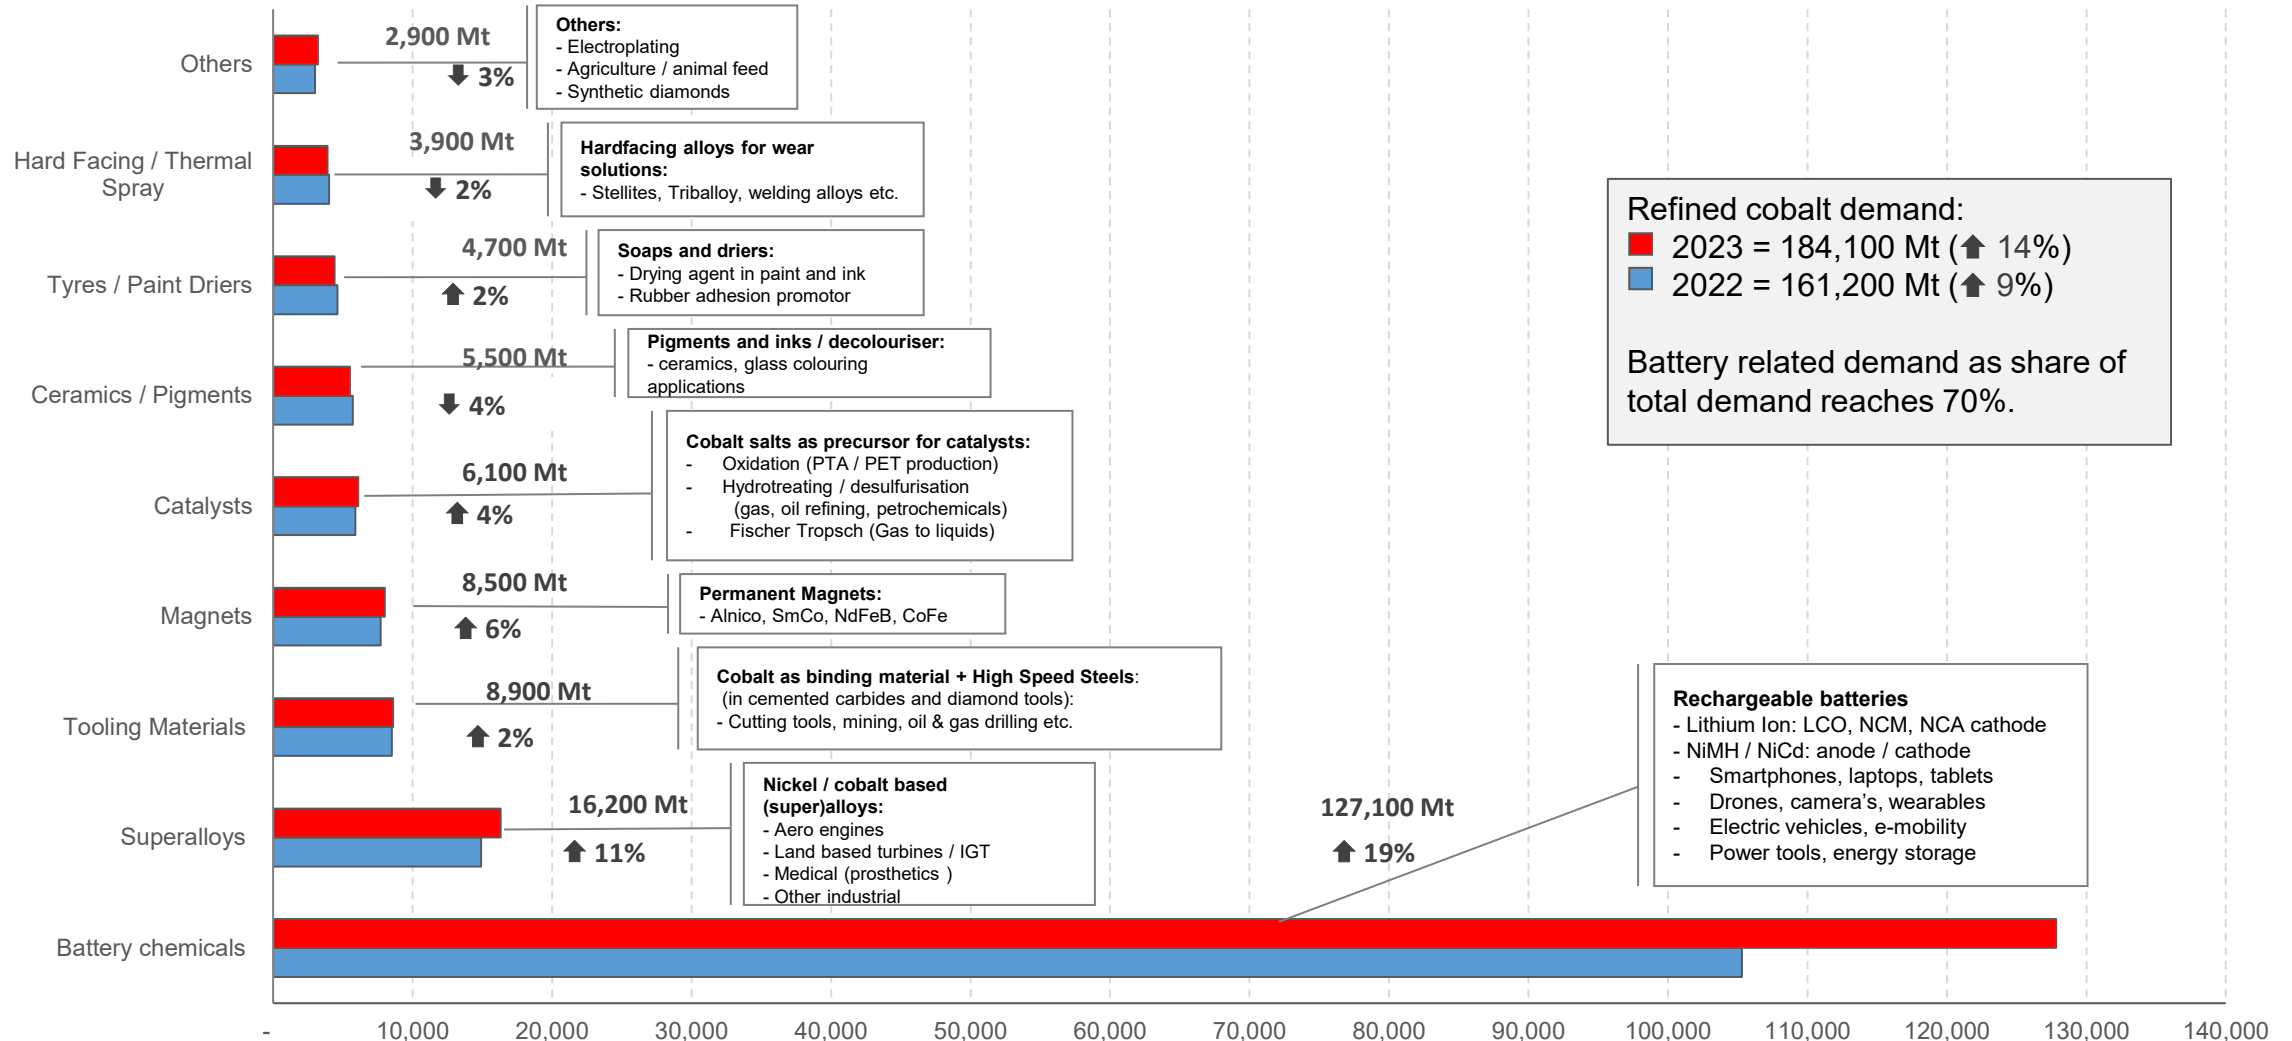 Others
2,900 Mt
3%
Others:
- Electroplating
- Agriculture / animal feed
- Synthetic diamonds
Hard Facing / Thermal
Spray
3,900 Mt
2%
Hardfacing alloys for wear
solutions:
- Stellites, Triballoy, welding alloys etc.
Tyres / Paint Driers
4,700 Mt
2%
Soaps and driers:
- Drying agent in paint and ink
- Rubber adhesion promotor
Ceramics / Pigments
5,500 Mt
4%
Pigments and inks / decolouriser:
- ceramics, glass colouring
applications
Catalysts
6,100 Mt
4%
Cobalt salts as precursor for catalysts:
- Oxidation (PTA / PET production)
- Hydrotreating / desulfurisation
(gas, oil refining, petrochemicals)
- Fischer Tropsch (Gas to liquids)
Magnets
8,500 Mt
6%
Permanent Magnets:
- Alnico, SmCo, NdFeB, CoFe
Tooling Materials
8,900 Mt
2%
Cobalt as binding material + High Speed Steels:
(in cemented carbides and diamond tools):
- Cutting tools, mining, oil & gas drilling etc.
Superalloys
16,200 Mt
11%
Nickel / cobalt based
(super)alloys:
- Aero engines
- Land based turbines / IGT
- Medical (prosthetics )
- Other industrial
Battery chemicals
127,100 Mt
19%
Rechargeable batteries
- Lithium Ion: LCO, NCM, NCA cathode
- NiMH / NiCd: anode / cathode
- Smartphones, laptops, tablets
- Drones, camera's, wearables
- Electric vehicles, e-mobility
- Power tools, energy storage
Refined cobalt demand:
2023 = 184,100 Mt (🡅 14%)
2022 = 161,200 Mt (🡅 9%)
Battery related demand as share of
total demand reaches 70%.
- 10,000 20,000 30,000 40,000 50,000 60,000 70,000 80,000 90,000 100,000 110,000 120,000 130,000 140,000